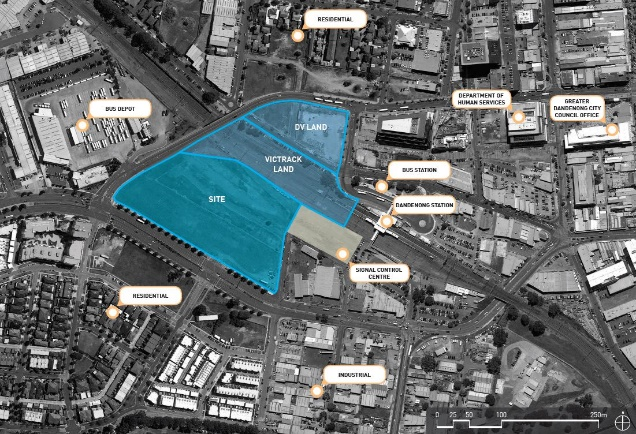 RESIDENTIAL
BUS DEPOT
DEPARTMENT OF
HUMAN SERVICES
GREATER
DANDENONG CITY
COUNCIL OFFICE
DV LAND
VICTRACK
LAND
BUS STATION
SITE
DANDENONG STATION
SIGNAL CONTROL
CENTRE
RESIDENTIAL
INDUSTRIAL
0 25 50 100 250m